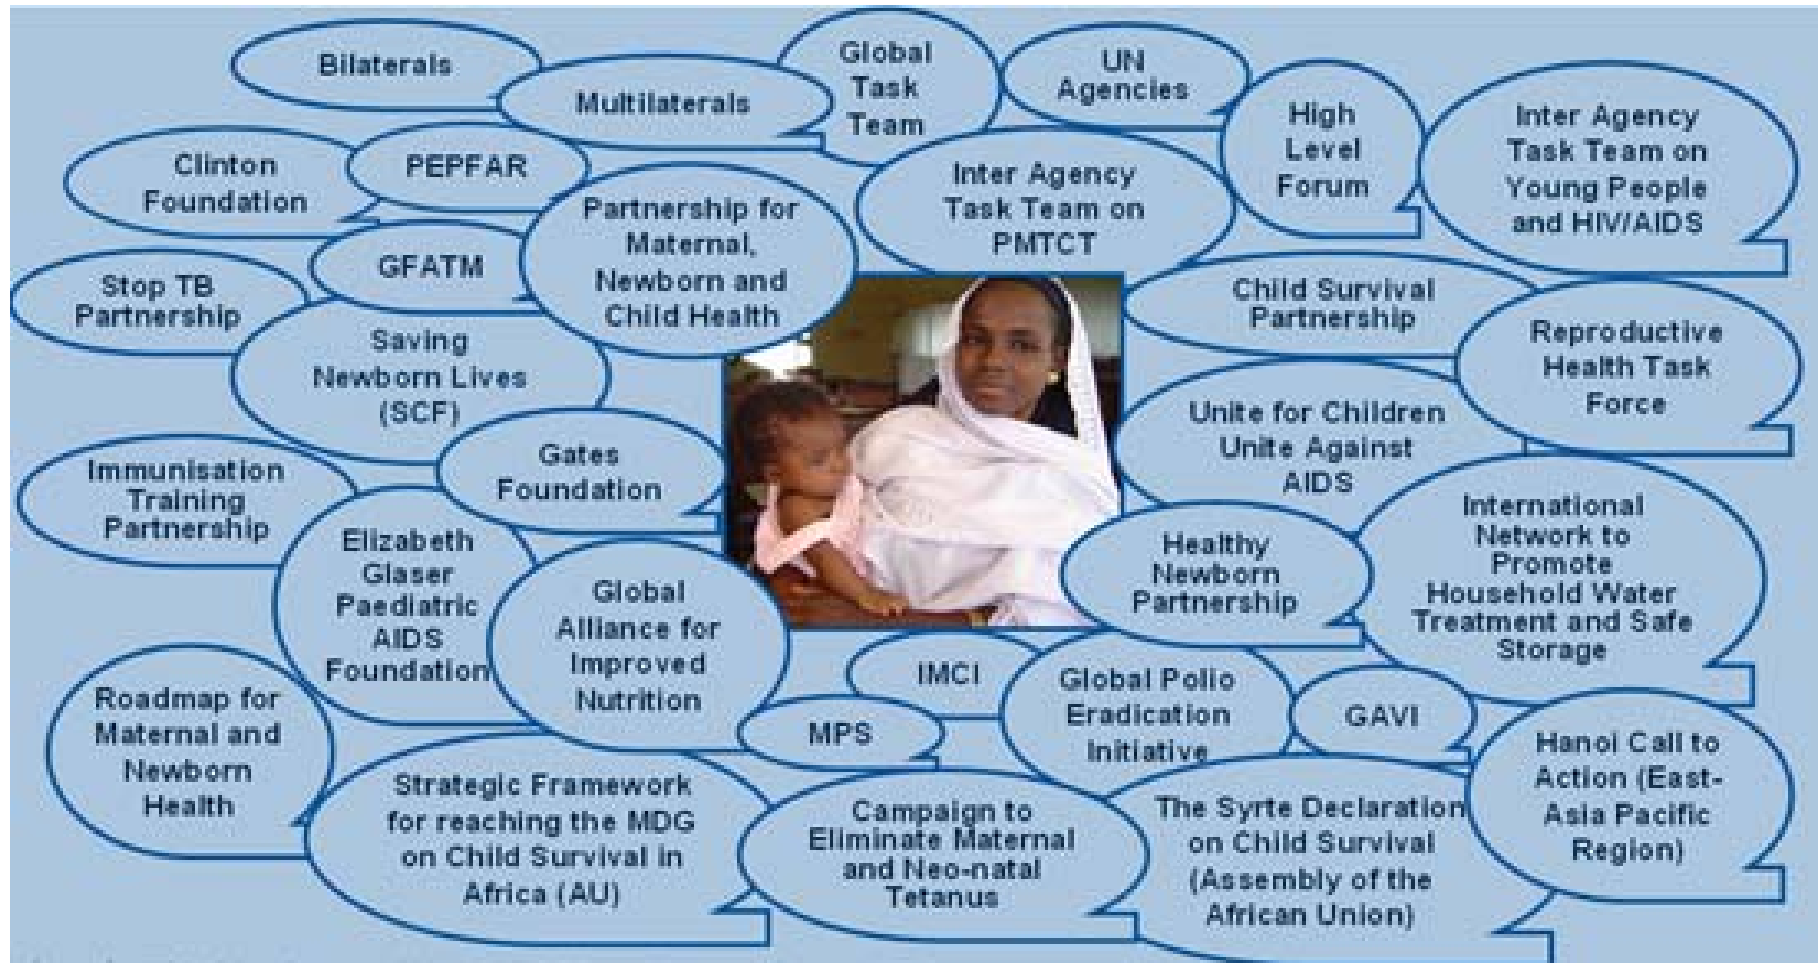 Bilaterals
Multilaterals
Global
Task
Team
UN
Agencies
High
Level
Forum
Inter Agency
Task Team on
Young People
and HIV/AIDS
Clinton
Foundation
PEPFAR
Partnership for
Maternal,
Newborn and
Child Health
Inter Agency
Task Team on
PMTCT
GFATM
Stop TB
Partnership
Child Survival
Partnership
Reproductive
Health Task
Force
Saving
Newborn Lives
(SCF)
Unite for Children
Unite Against
AIDS
Gates
Foundation
Immunisation
Training
Partnership
International
Network to
Promote
Household Water
Treatment and Safe
Storage
Elizabeth
Glaser
Paediatric
AIDS
Foundation
Global
Alliance for
Improved
Nutrition
Healthy
Newborn
Partnership
IMCI
Global Polio
Eradication
Initiative
GAVI
Roadmap for
Maternal and
Newborn
Health
MPS
Hanoi Call to
Action (East-
Asia Pacific
Region)
Strategic Framework
for reaching the MDG
on Child Survival in
Africa (AU)
Campaign to
Eliminate Maternal
and Neo-natal
Tetanus
The Syrte Declaration
on Child Survival
(Assembly of the
African Union)